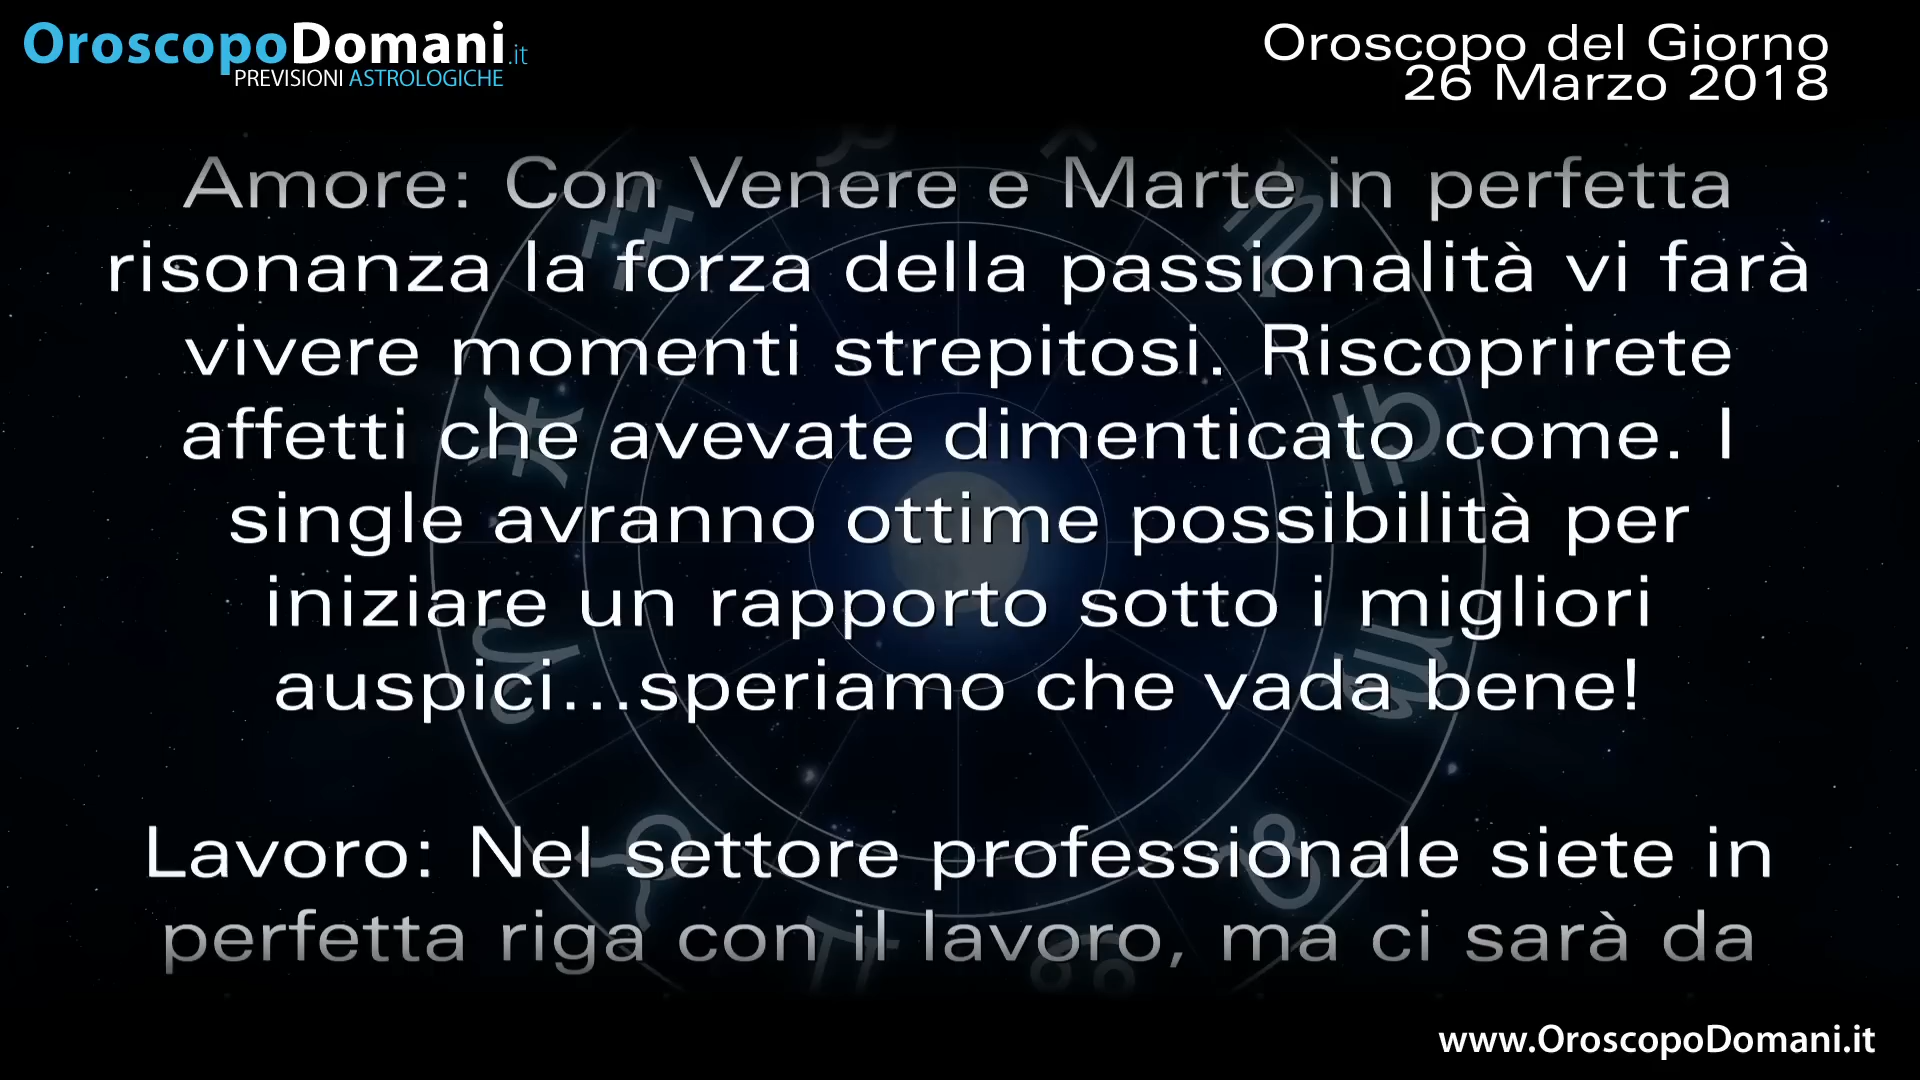 OroscopoDomani.it
PREVISIONI ASTROLOGICHE
Oroscopo del Giorno
26 Marzo 2018
Amore: Con Venere e Marte in perfetta
risonanza la forza della passionalità vi farà
vivere momenti strepitosi. Riscoprirete
affetti che avevate dimenticato come. I
single avranno ottime possibilità per
iniziare un rapporto sotto i migliori
auspici...speriamo che vada bene!
Lavoro: Nel settore professionale siete in
perfetta riga con il lavoro, ma ci sarà da
www.OroscopoDomani.it